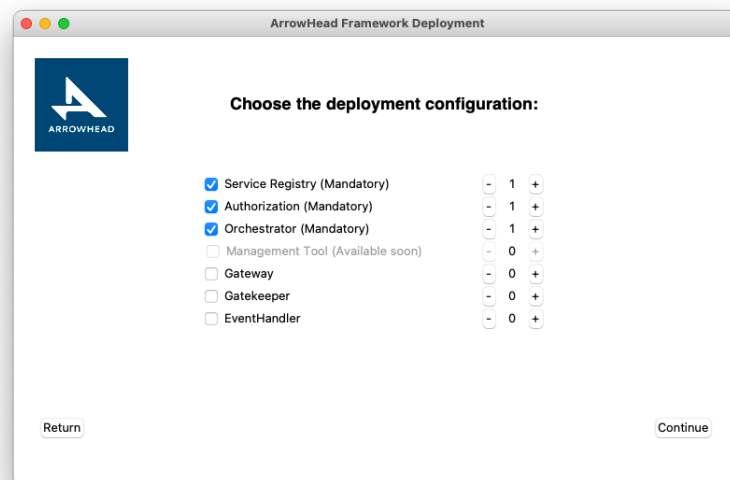 ArrowHead Framework Deployment
ARROWHEAD
Choose the deployment configuration:
Service Registry (Mandatory) - 1 +
Authorization (Mandatory) - 1 +
Orchestrator (Mandatory) - 1 +
Management Tool (Available soon) - 0 +
Gateway - 0 +
Gatekeeper - 0 +
EventHandler - 0 +
Return Continue